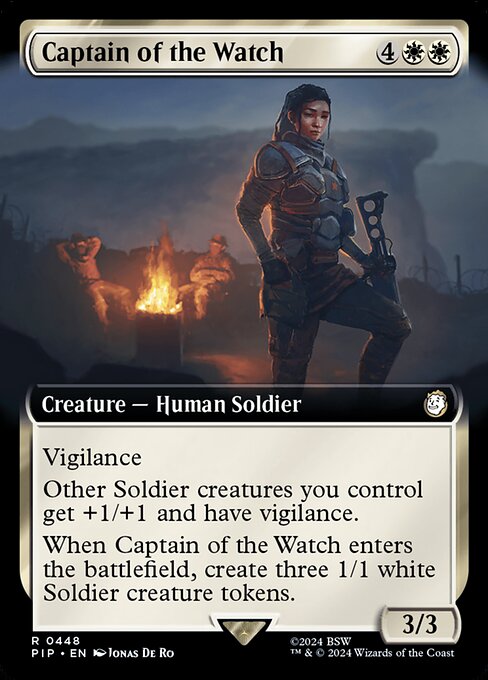 Captain of the Watch 4
Creature — Human Soldier
Vigilance
Other Soldier creatures you control
get +1/+1 and have vigilance.
When Captain of the Watch enters
the battlefield, create three 1/1 white
Soldier creature tokens.
3/3
R 0448
PIP • EN Jonas De Ro
©2024 BSW
™ & © 2024 Wizards of the Coast